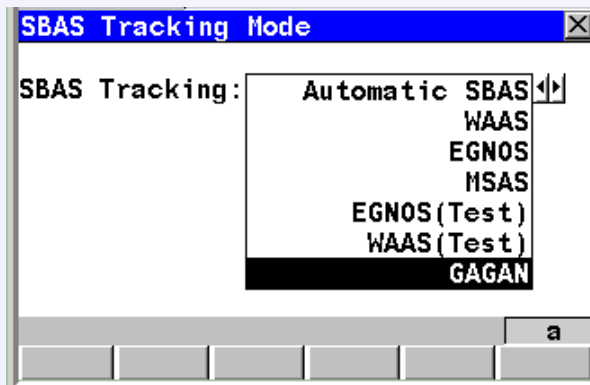 SBAS Tracking Mode
SBAS Tracking: Automatic SBAS
WAAS
EGNOS
MSAS
EGNOS(Test)
WAAS(Test)
GAGAN
a